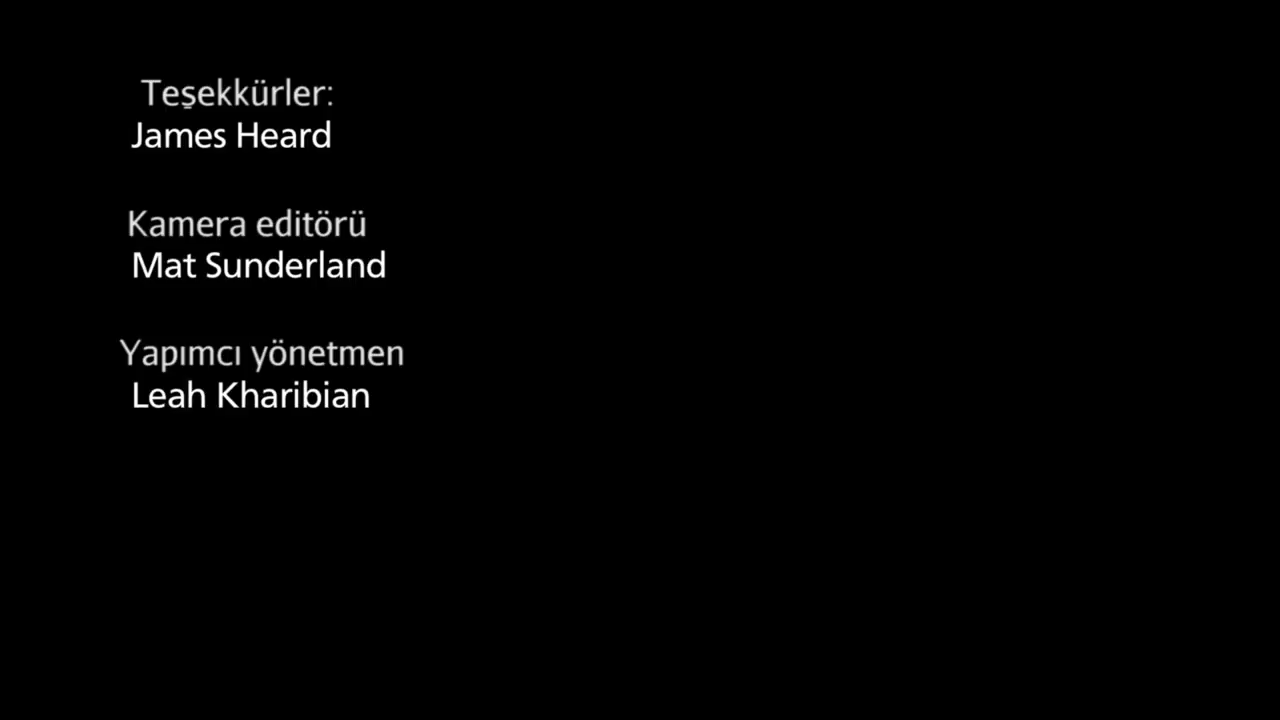 Teşekkürler:
James Heard
Kamera editörü
Mat Sunderland
Yapımcı yönetmen
Leah Kharibian